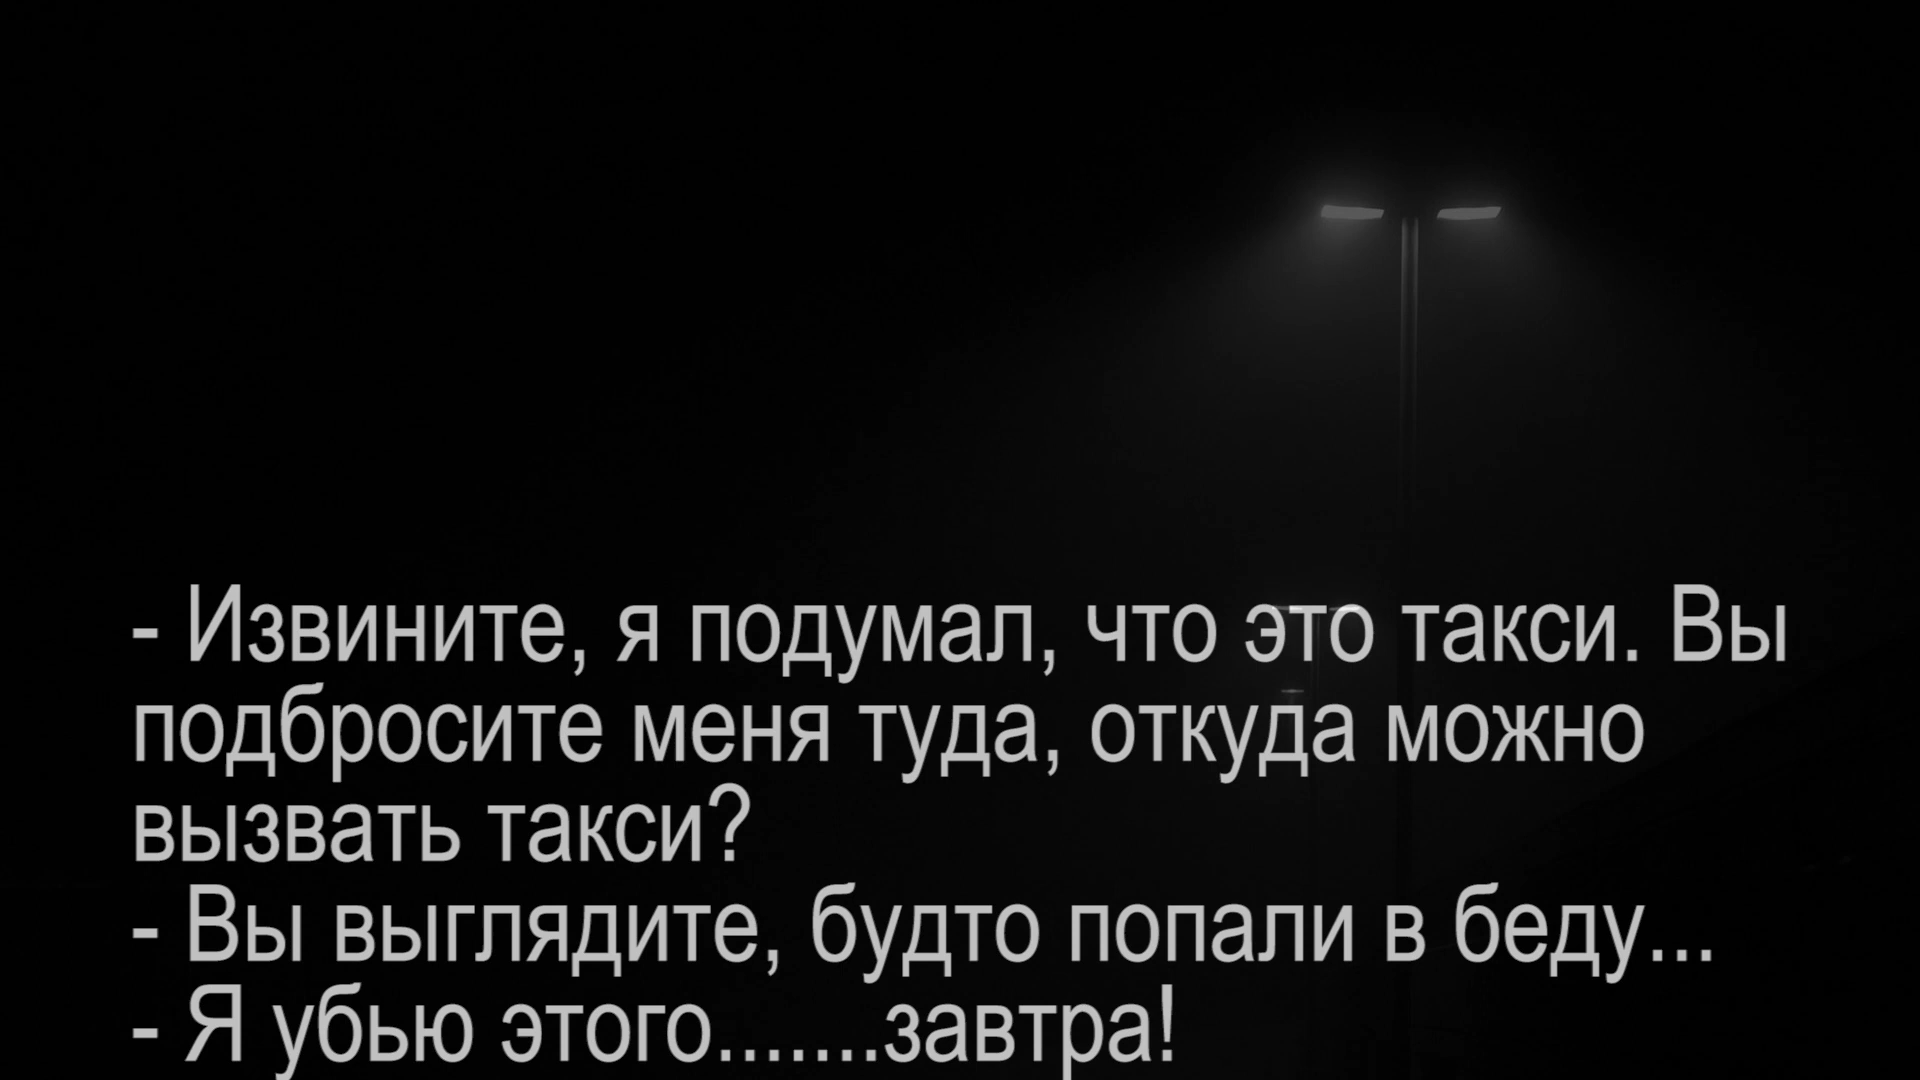 - Извините, я подумал, что это такси. Вы
подбросите меня туда, откуда можно
вызвать такси?
- Вы выглядите, будто попали в беду...
- Я убью этого.......завтра!